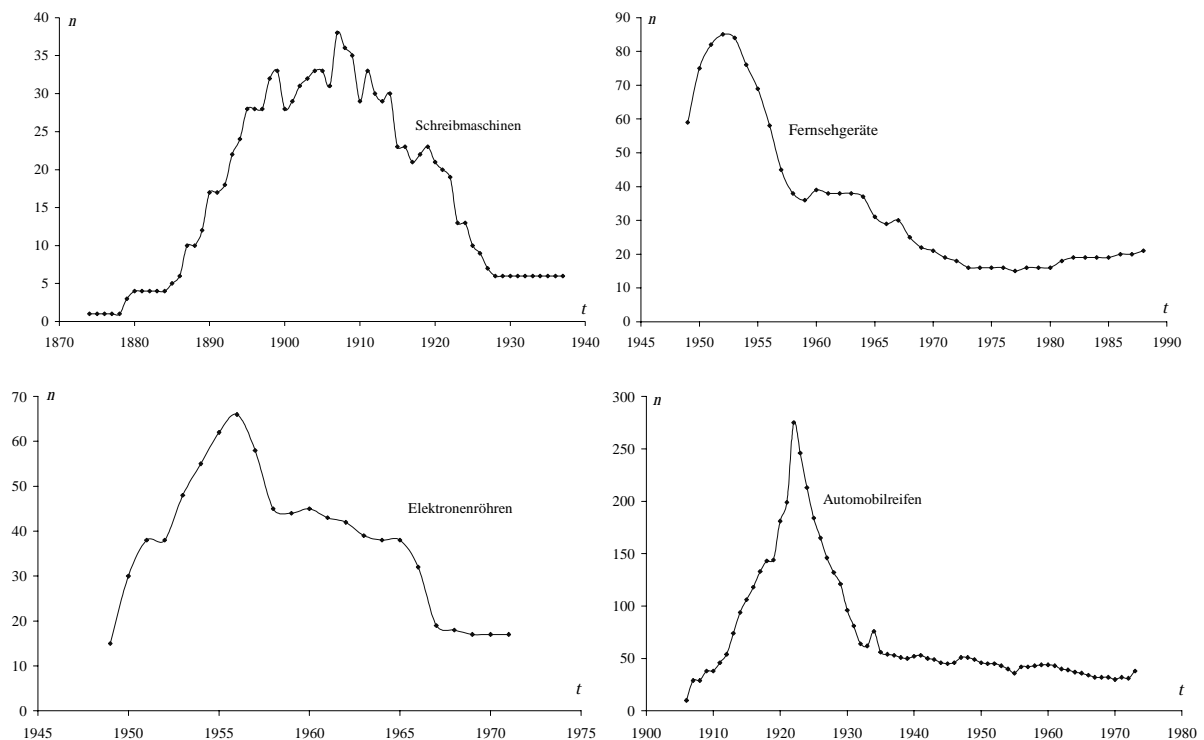 n
40
35
30
25
20
15
10
5
0
Schreibmaschinen
t
1870 1880 1890 1900 1910 1920 1930 1940
n
90
80
70
60
50
40
30
20
10
0
Fernsehgeräte
t
1945 1950 1955 1960 1965 1970 1975 1980 1985 1990
n
70
60
50
40
30
20
10
0
Elektronenröhren
t
1945 1950 1955 1960 1965 1970 1975
n
300
250
200
150
100
50
0
Automobilreifen
t
1900 1910 1920 1930 1940 1950 1960 1970 1980